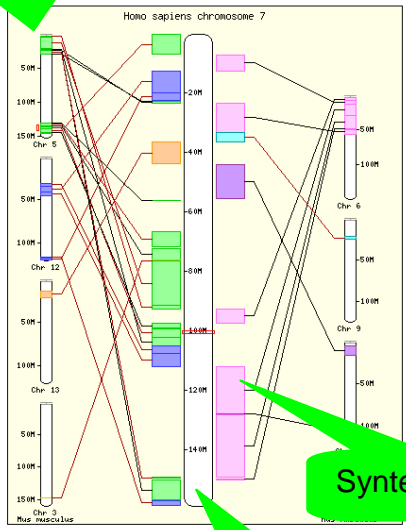 Homo sapiens chromosome 7
50M
100M
150M
Chr 5
50M
100M
Chr 12
50M
100M
Chr 13
50M
100M
150M
Chr 3
Mus musculus
20M
40M
60M
80M
100M
120M
140M
50M
100M
Chr 6
50M
100M
Chr 9
50M
100M
Synte